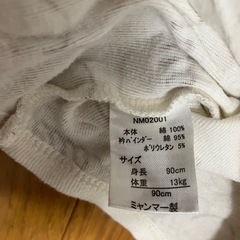 NM02001
本体 綿 100%
衿バインダー 綿 95%
ポリウレタン 5%
サイズ
身長 90cm
体重 13kg
90cm
ミャンマー製